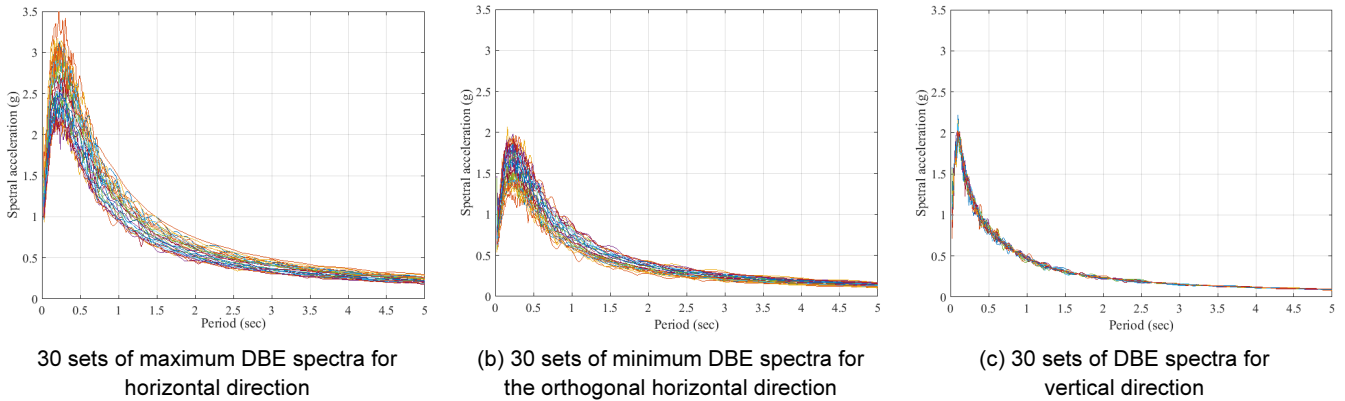 3.5
3
2.5
2
1.5
1
0.5
0
Spectral acceleration (g)
0 0.5 1 1.5 2 2.5 3 3.5 4 4.5 5
Period (sec)
30 sets of maximum DBE spectra for
horizontal direction
3.5
3
2.5
2
1.5
1
0.5
0
Spectral acceleration (g)
0 0.5 1 1.5 2 2.5 3 3.5 4 4.5 5
Period (sec)
(b) 30 sets of minimum DBE spectra for
the orthogonal horizontal direction
3.5
3
2.5
2
1.5
1
0.5
0
Spectral acceleration (g)
0 0.5 1 1.5 2 2.5 3 3.5 4 4.5 5
Period (sec)
(c) 30 sets of DBE spectra for
vertical direction